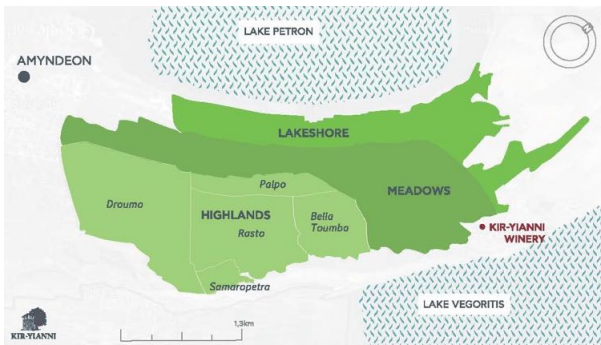 LAKE PETRON
AMYNDEON
LAKESHORE
Palpo
MEADOWS
Droumo
HIGHLANDS
Bella
Toumba
Rasto
KIR-YIANNI
WINERY
Samaropetra
LAKE VEGORITIS
1,3km
KIR-YIANNI